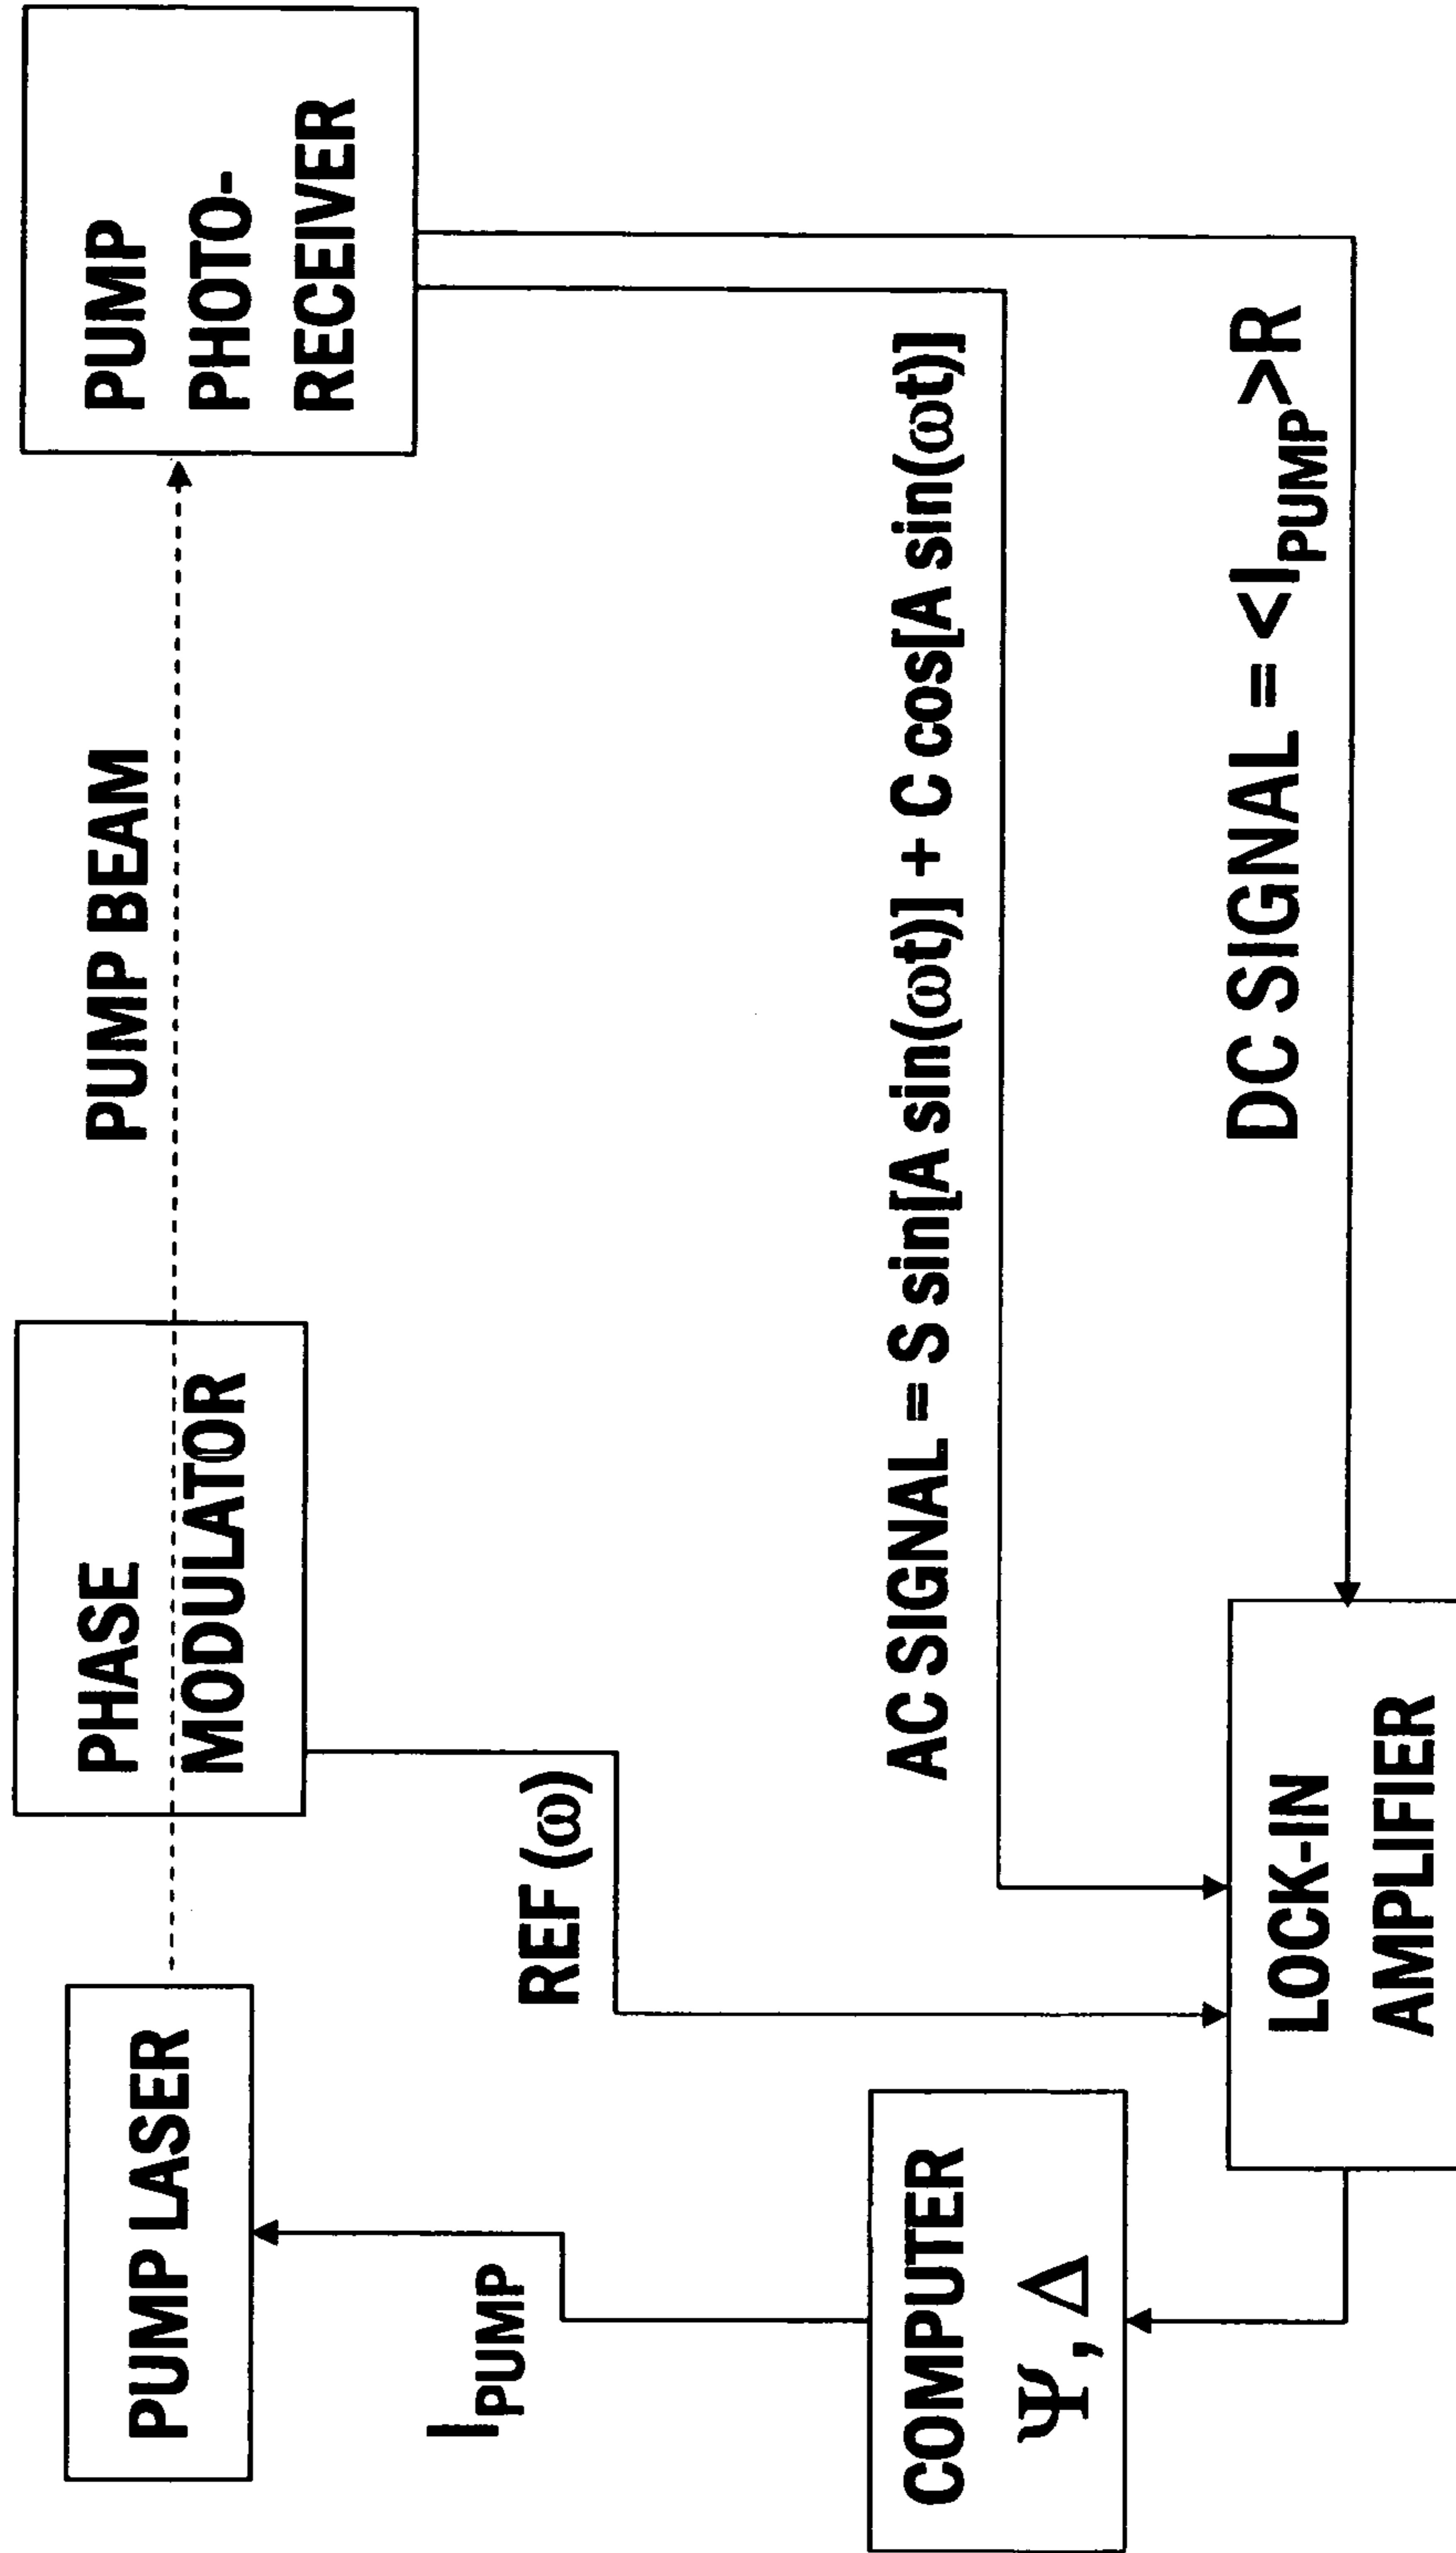 PUMP LASER
PHASE
MODULATOR
PUMP BEAM
PUMP
PHOTO-
RECEIVER
I_PUMP
REF (ω)
COMPUTER
Ψ, Δ
AC SIGNAL = S sin[A sin(ωt)] + C cos[A sin(ωt)]
LOCK-IN
AMPLIFIER
DC SIGNAL = <I_PUMP>R